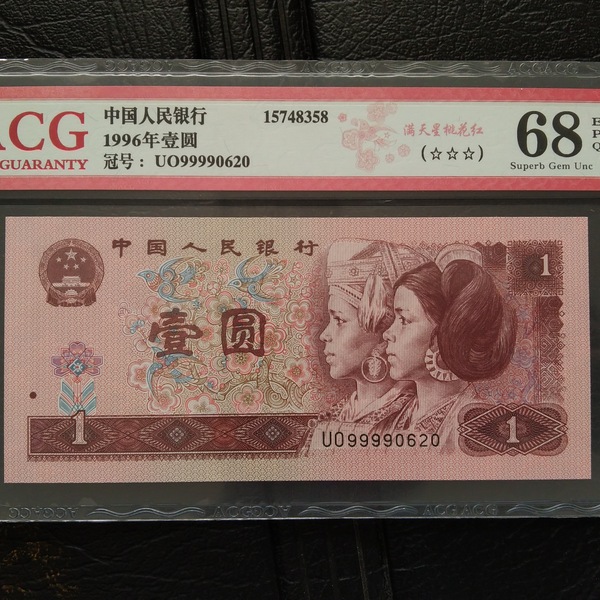 ACG
GUARANTY
中国人民银行
1996年壹圆
冠号： UO99990620
15748358
满天星桃花红
(☆☆☆)
68
E
P
Q
Superb Gem Unc
中国人民银行
1
壹圆
1
UO99990620
1